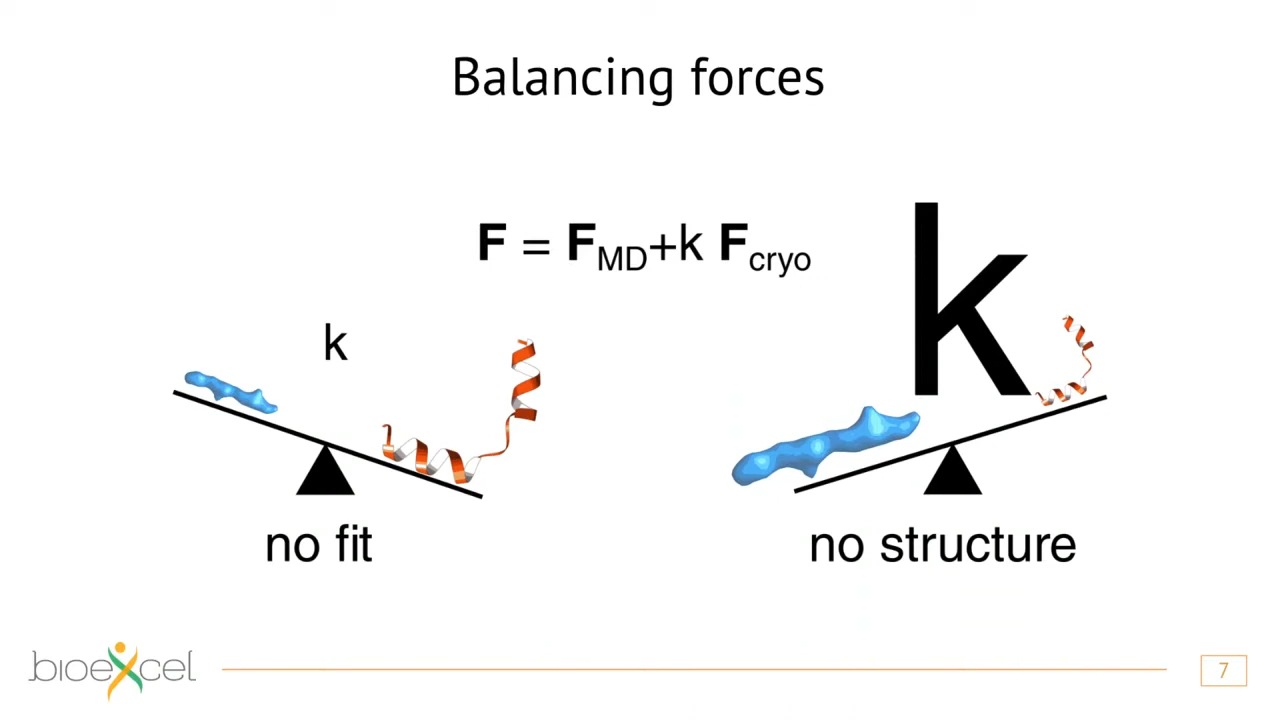 Balancing forces
F = F_MD+k F_cryo
k
k
no fit
no structure
bioexcel
7